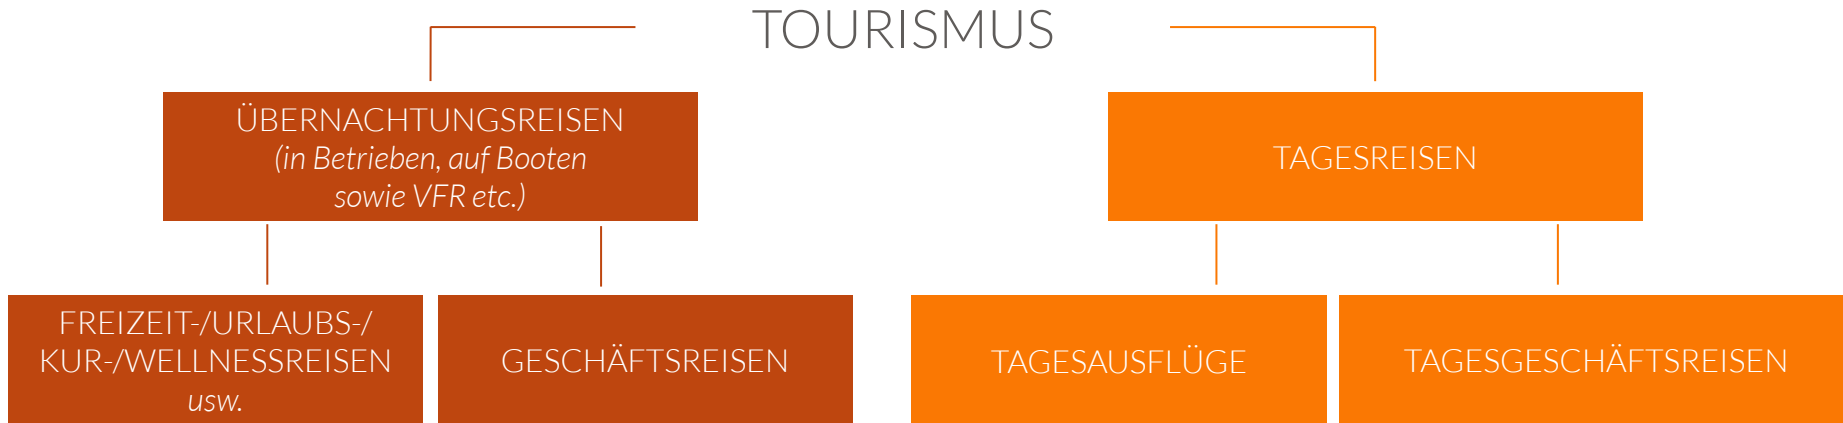 TOURISMUS
ÜBERNACHTUNGSREISEN
(in Betrieben, auf Booten
sowie VFR etc.)
TAGESREISEN
FREIZEIT-/URLAUBS-/
KUR-/WELLNESSREISEN
usw.
GESCHÄFTSREISEN
TAGESAUSFLÜGE
TAGESGESCHÄFTSREISEN